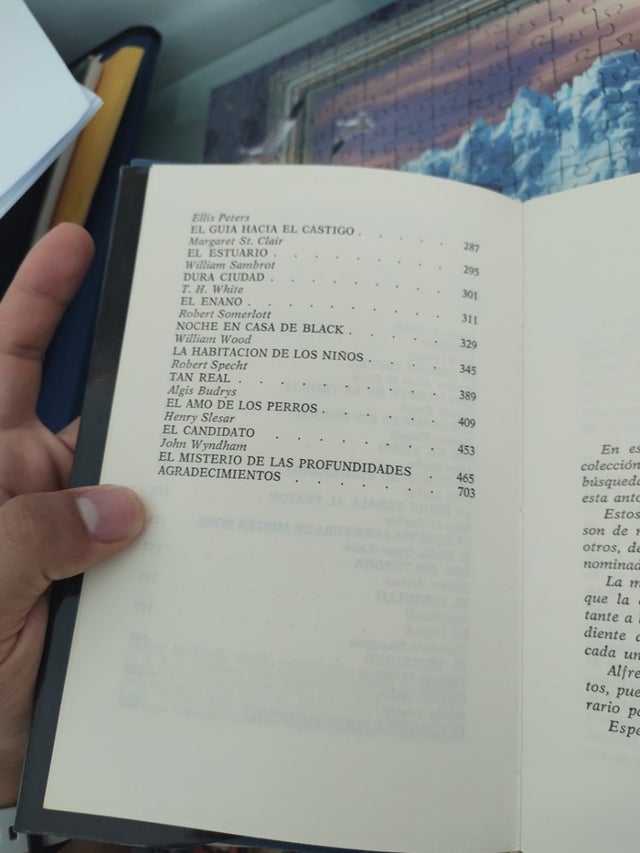 Ellis Peters
EL GUIA HACIA EL CASTIGO . . . . . 287
Margaret St. Clair
EL ESTUARIO . . . . . . . . 295
William Sambrot
DURA CIUDAD . . . . . . . . 301
T. H. White
EL ENANO . . . . . . . . . 311
Robert Somerlott
NOCHE EN CASA DE BLACK . . . . . 329
William Wood
LA HABITACION DE LOS NIÑOS . . . . 345
Robert Specht
TAN REAL . . . . . . . . . 389
Algis Budrys
EL AMO DE LOS PERROS . . . . . . 409
Henry Slesar
EL CANDIDATO . . . . . . . . 453
John Wyndham
EL MISTERIO DE LAS PROFUNDIDADES . . 465
AGRADECIMIENTOS . . . . . . . 703
En es
colección
búsqueda
esta anto
Estos
son de
otros, de
nominad
La m
que la
tante a
diente
cada un
Alfre
tos, pue
rario pa
Espe